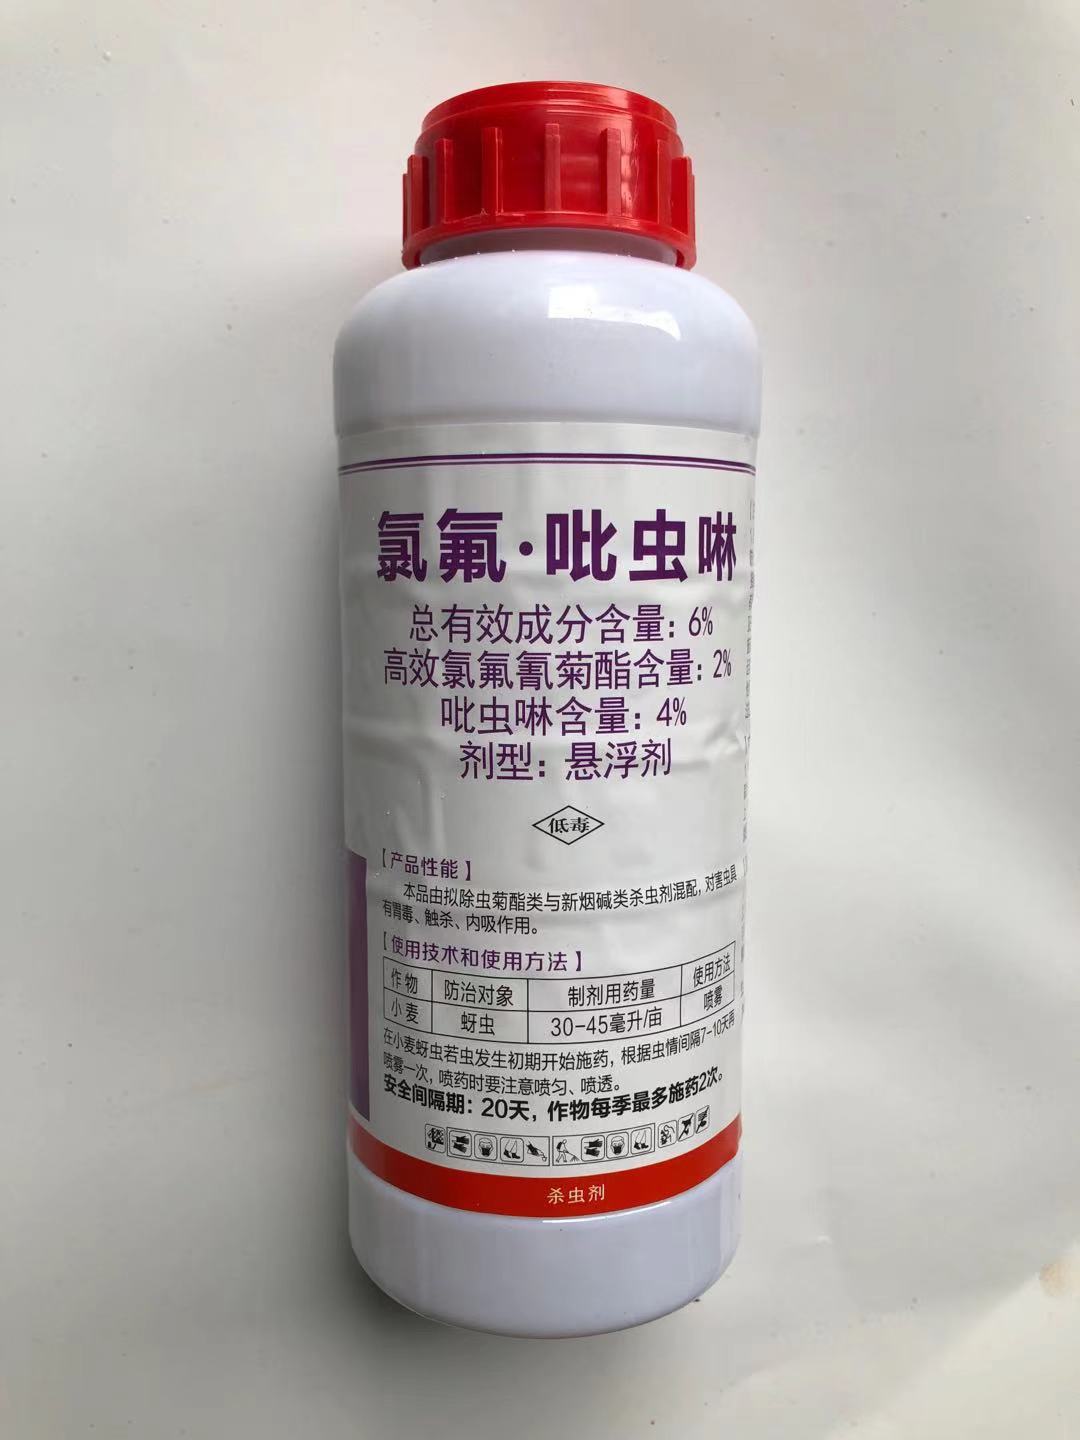 氯氟·吡虫啉
总有效成分含量：6%
高效氯氟氰菊酯含量：2%
吡虫啉含量：4%
剂型：悬浮剂
低毒
【产品性能】
本品由拟除虫菊酯类与新烟碱类杀虫剂混配，对害虫具
有胃毒、触杀、内吸作用。
【使用技术和使用方法】
作物 防治对象 制剂用药量 使用方法
小麦 蚜虫 30-45毫升/亩 喷雾
在小麦蚜虫若虫发生初期开始施药，根据虫情间隔7-10天再
喷雾一次，喷药时要注意喷匀、喷透。
安全间隔期：20天，作物每季最多施药2次。
杀虫剂